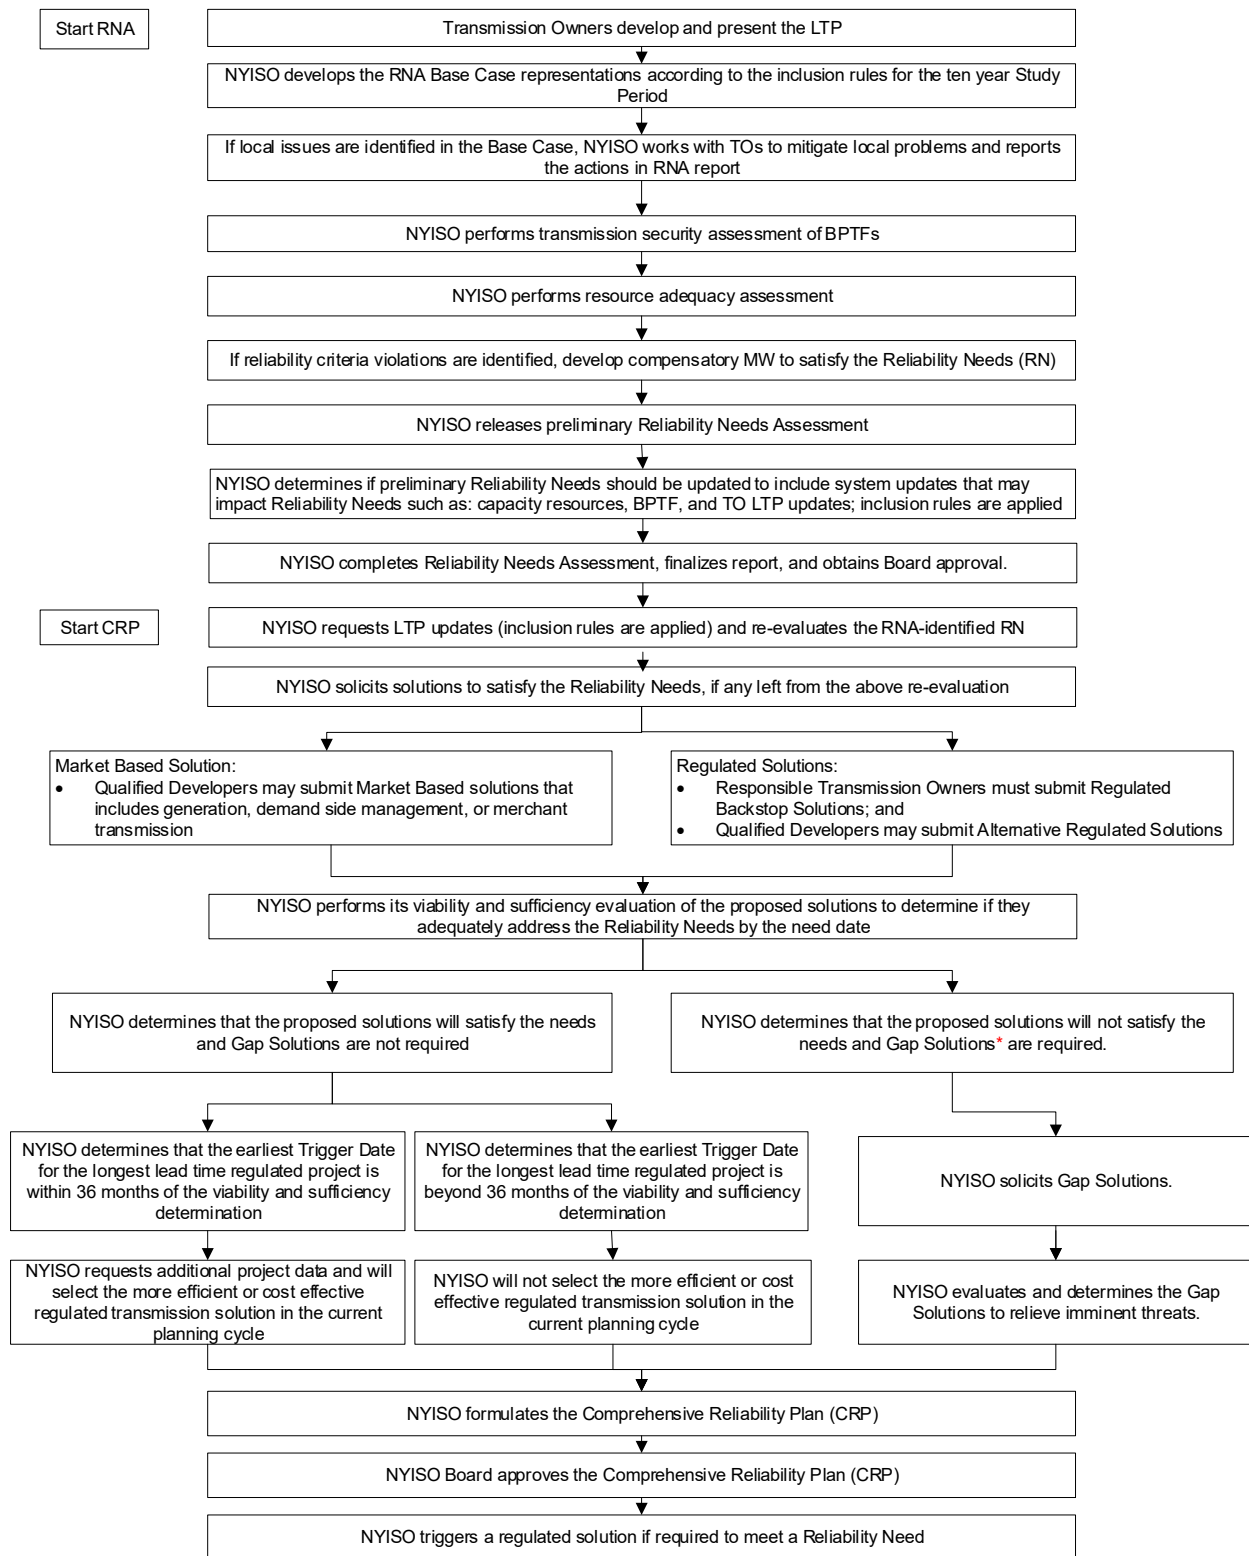 Start RNA
Transmission Owners develop and present the LTP
NYISO develops the RNA Base Case representations according to the inclusion rules for the ten year Study
Period
If local issues are identified in the Base Case, NYISO works with TOs to mitigate local problems and reports
the actions in RNA report
NYISO performs transmission security assessment of BPTFs
NYISO performs resource adequacy assessment
If reliability criteria violations are identified, develop compensatory MW to satisfy the Reliability Needs (RN)
NYISO releases preliminary Reliability Needs Assessment
NYISO determines if preliminary Reliability Needs should be updated to include system updates that may
impact Reliability Needs such as: capacity resources, BPTF, and TO LTP updates; inclusion rules are applied
NYISO completes Reliability Needs Assessment, finalizes report, and obtains Board approval.
Start CRP
NYISO requests LTP updates (inclusion rules are applied) and re-evaluates the RNA-identified RN
NYISO solicits solutions to satisfy the Reliability Needs, if any left from the above re-evaluation
Market Based Solution:
• Qualified Developers may submit Market Based solutions that
includes generation, demand side management, or merchant
transmission
Regulated Solutions:
• Responsible Transmission Owners must submit Regulated
Backstop Solutions; and
• Qualified Developers may submit Alternative Regulated Solutions
NYISO performs its viability and sufficiency evaluation of the proposed solutions to determine if they
adequately address the Reliability Needs by the need date
NYISO determines that the proposed solutions will satisfy the needs
and Gap Solutions are not required
NYISO determines that the proposed solutions will not satisfy the
needs and Gap Solutions* are required.
NYISO determines that the earliest Trigger Date
for the longest lead time regulated project is
within 36 months of the viability and sufficiency
determination
NYISO determines that the earliest Trigger Date
for the longest lead time regulated project is
beyond 36 months of the viability and sufficiency
determination
NYISO solicits Gap Solutions.
NYISO requests additional project data and will
select the more efficient or cost effective
regulated transmission solution in the current
planning cycle
NYISO will not select the more efficient or cost
effective regulated transmission solution in the
current planning cycle
NYISO evaluates and determines the Gap
Solutions to relieve imminent threats.
NYISO formulates the Comprehensive Reliability Plan (CRP)
NYISO Board approves the Comprehensive Reliability Plan (CRP)
NYISO triggers a regulated solution if required to meet a Reliability Need